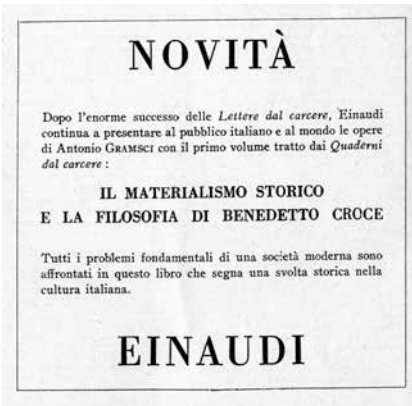 NOVITÀ
Dopo l'enorme successo delle Lettere dal carcere, Einaudi
continua a presentare al pubblico italiano e al mondo le opere
di Antonio GRAMSCI con il primo volume tratto dai Quaderni
dal carcere :
IL MATERIALISMO STORICO
E LA FILOSOFIA DI BENEDETTO CROCE
Tutti i problemi fondamentali di una società moderna sono
affrontati in questo libro che segna una svolta storica nella
cultura italiana.
EINAUDI